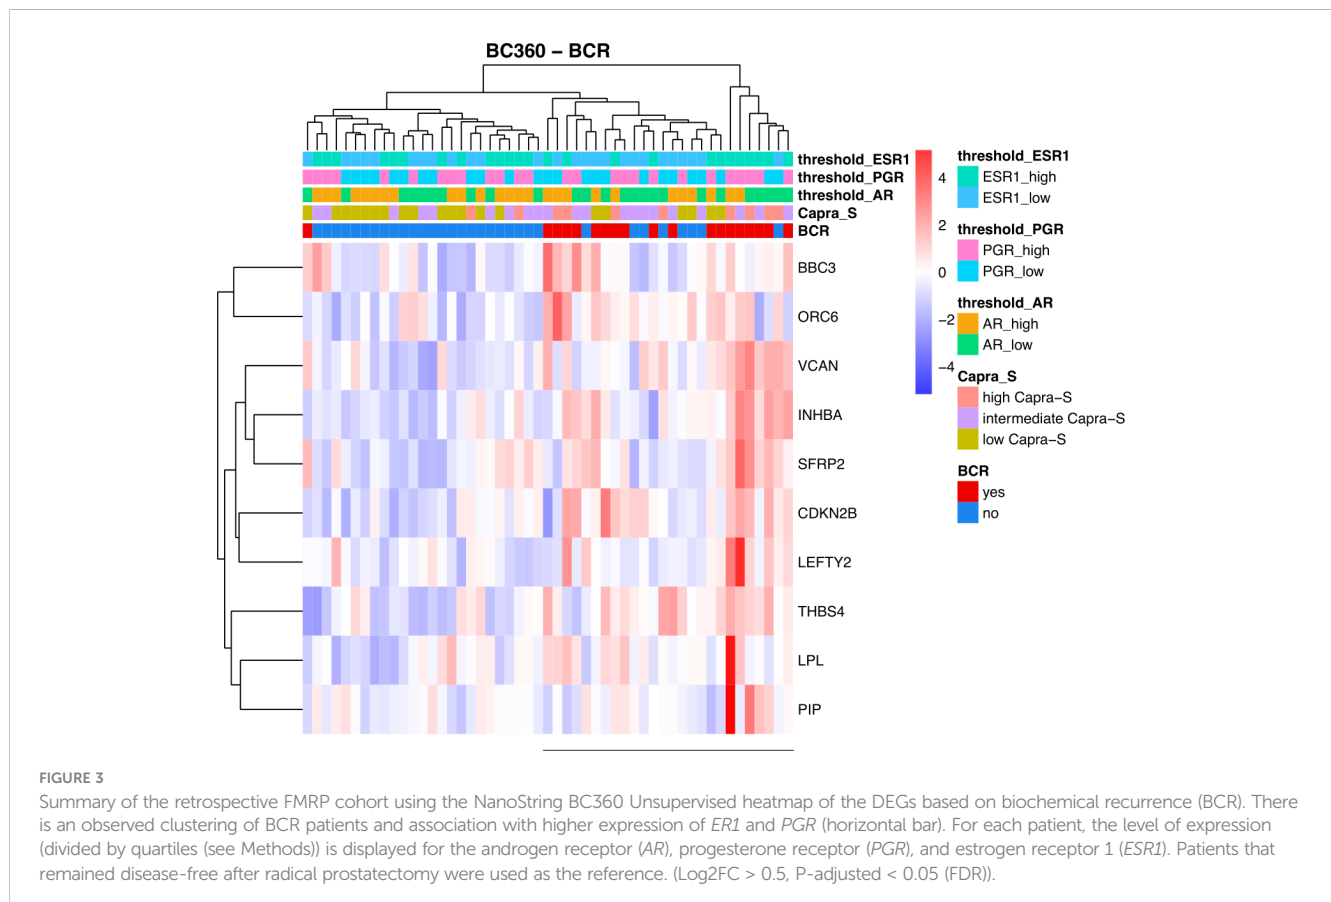 BC360 – BCR
threshold_ESR1
threshold_PGR
threshold_AR
Capra_S
BCR
BBC3
ORC6
VCAN
INHBA
SFRP2
CDKN2B
LEFTY2
THBS4
LPL
PIP
4
2
0
−2
−4
threshold_ESR1
ESR1_high
ESR1_low
threshold_PGR
PGR_high
PGR_low
threshold_AR
AR_high
AR_low
Capra_S
high Capra−S
intermediate Capra−S
low Capra−S
BCR
yes
no
FIGURE 3
Summary of the retrospective FMRP cohort using the NanoString BC360 Unsupervised heatmap of the DEGs based on biochemical recurrence (BCR). There
is an observed clustering of BCR patients and association with higher expression of ER1 and PGR (horizontal bar). For each patient, the level of expression
(divided by quartiles (see Methods)) is displayed for the androgen receptor (AR), progesterone receptor (PGR), and estrogen receptor 1 (ESR1). Patients that
remained disease-free after radical prostatectomy were used as the reference. (Log2FC > 0.5, P-adjusted < 0.05 (FDR)).